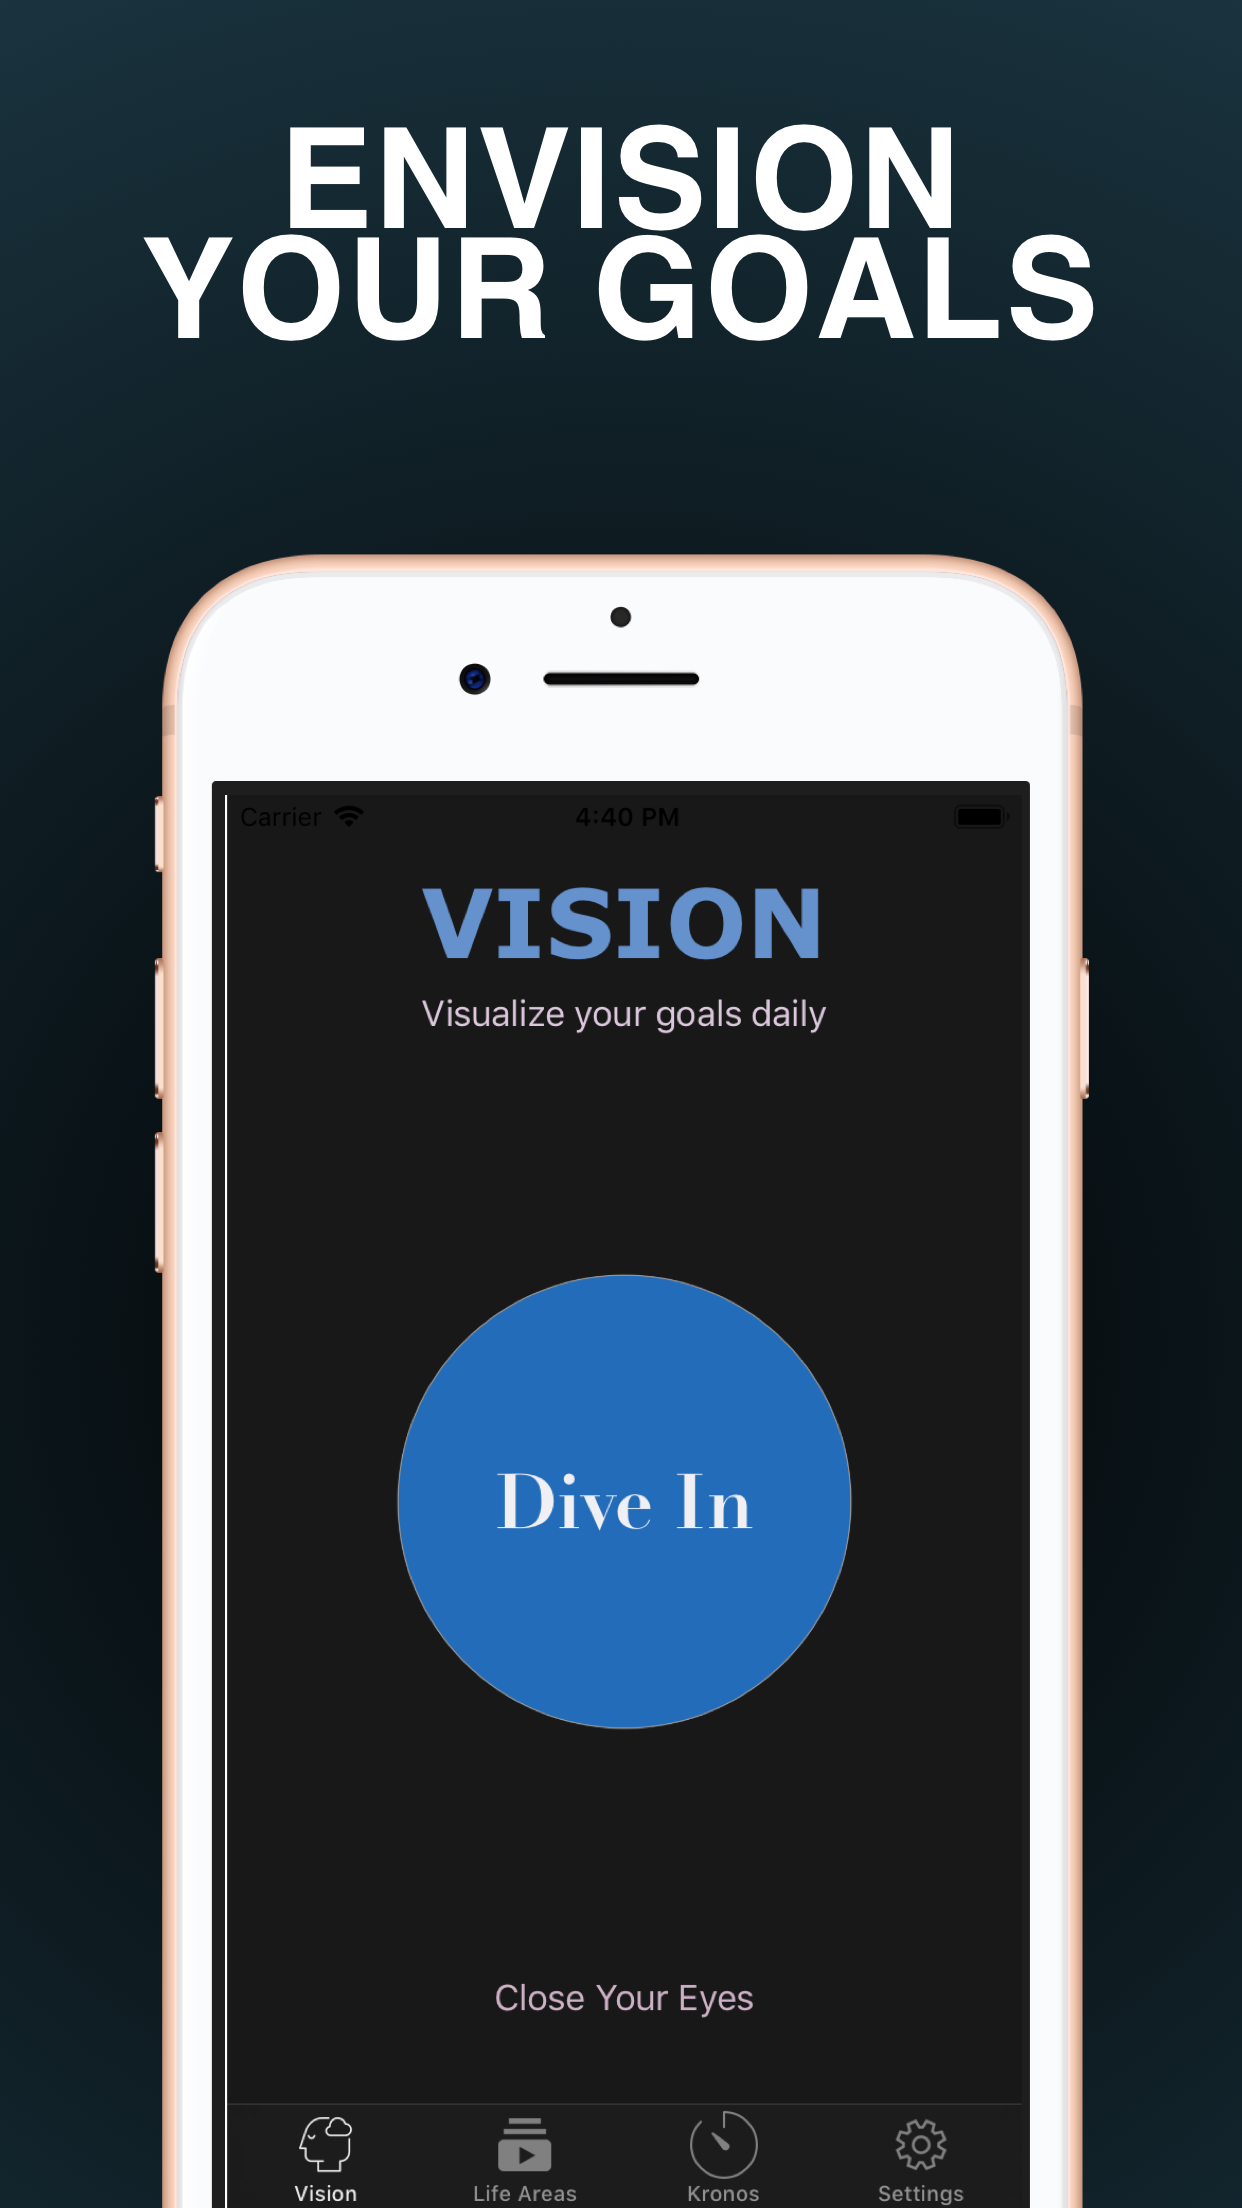 ENVISION
YOUR GOALS
Carrier 4:40 PM
VISION
Visualize your goals daily
Dive In
Close Your Eyes
Vision Life Areas Kronos Settings